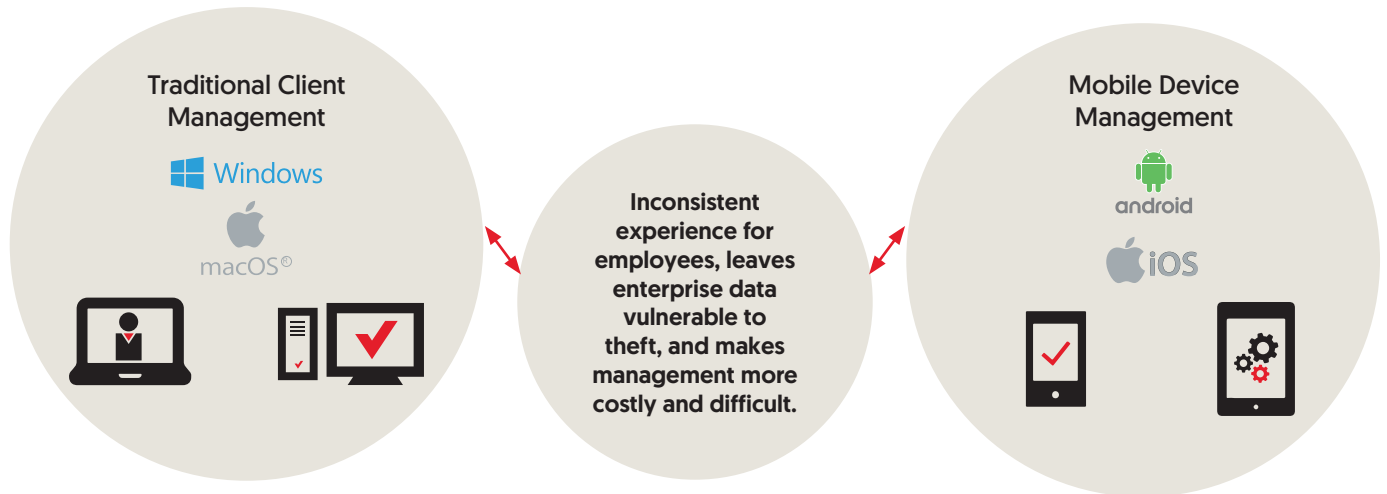 Traditional Client
Management
Windows
macOS®
Inconsistent
experience for
employees, leaves
enterprise data
vulnerable to
theft, and makes
management more
costly and difficult.
Mobile Device
Management
android
iOS